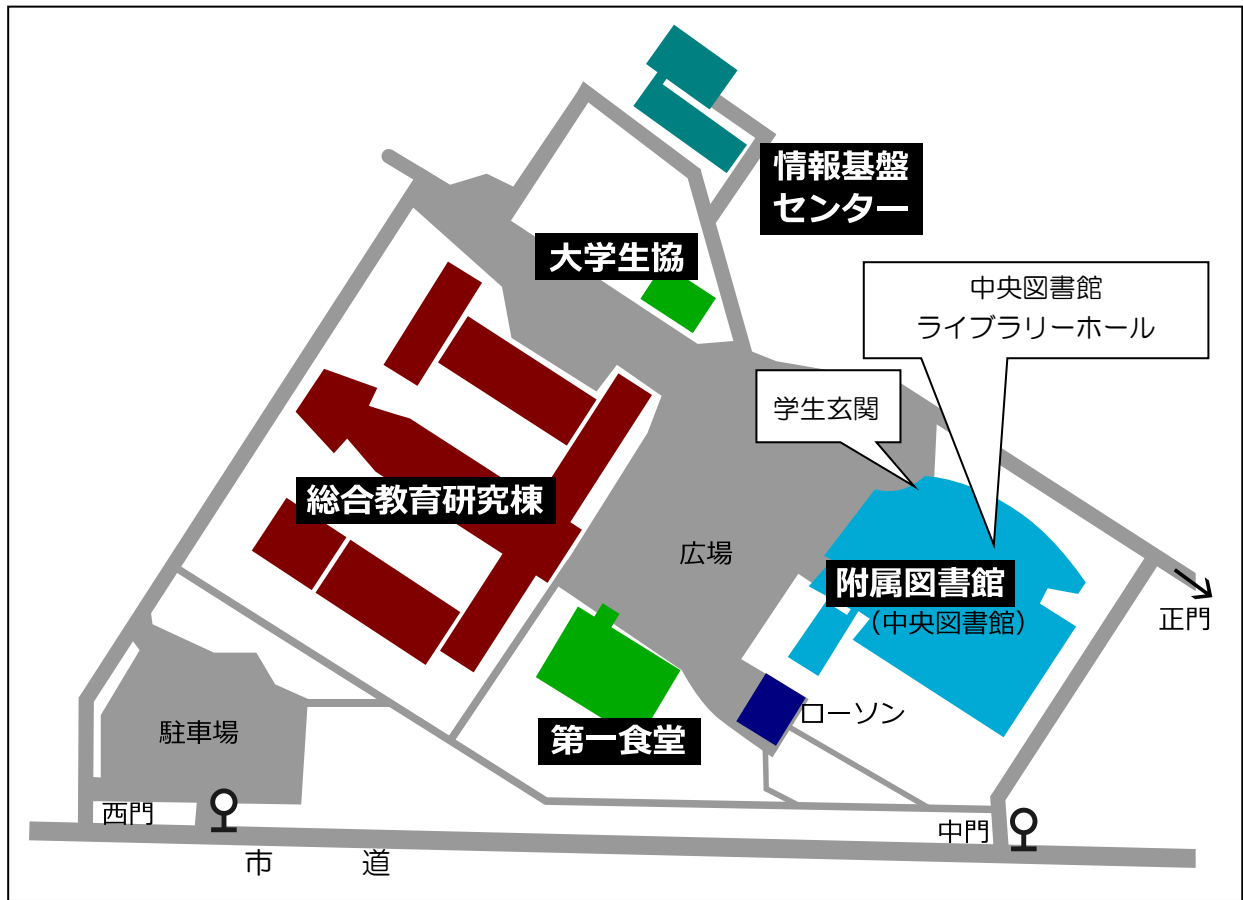 情報基盤
センター
大学生協
中央図書館
ライブラリーホール
学生玄関
総合教育研究棟
広場
附属図書館
（中央図書館）
正門
ローソン
第一食堂
駐車場
西門
中門
市　道